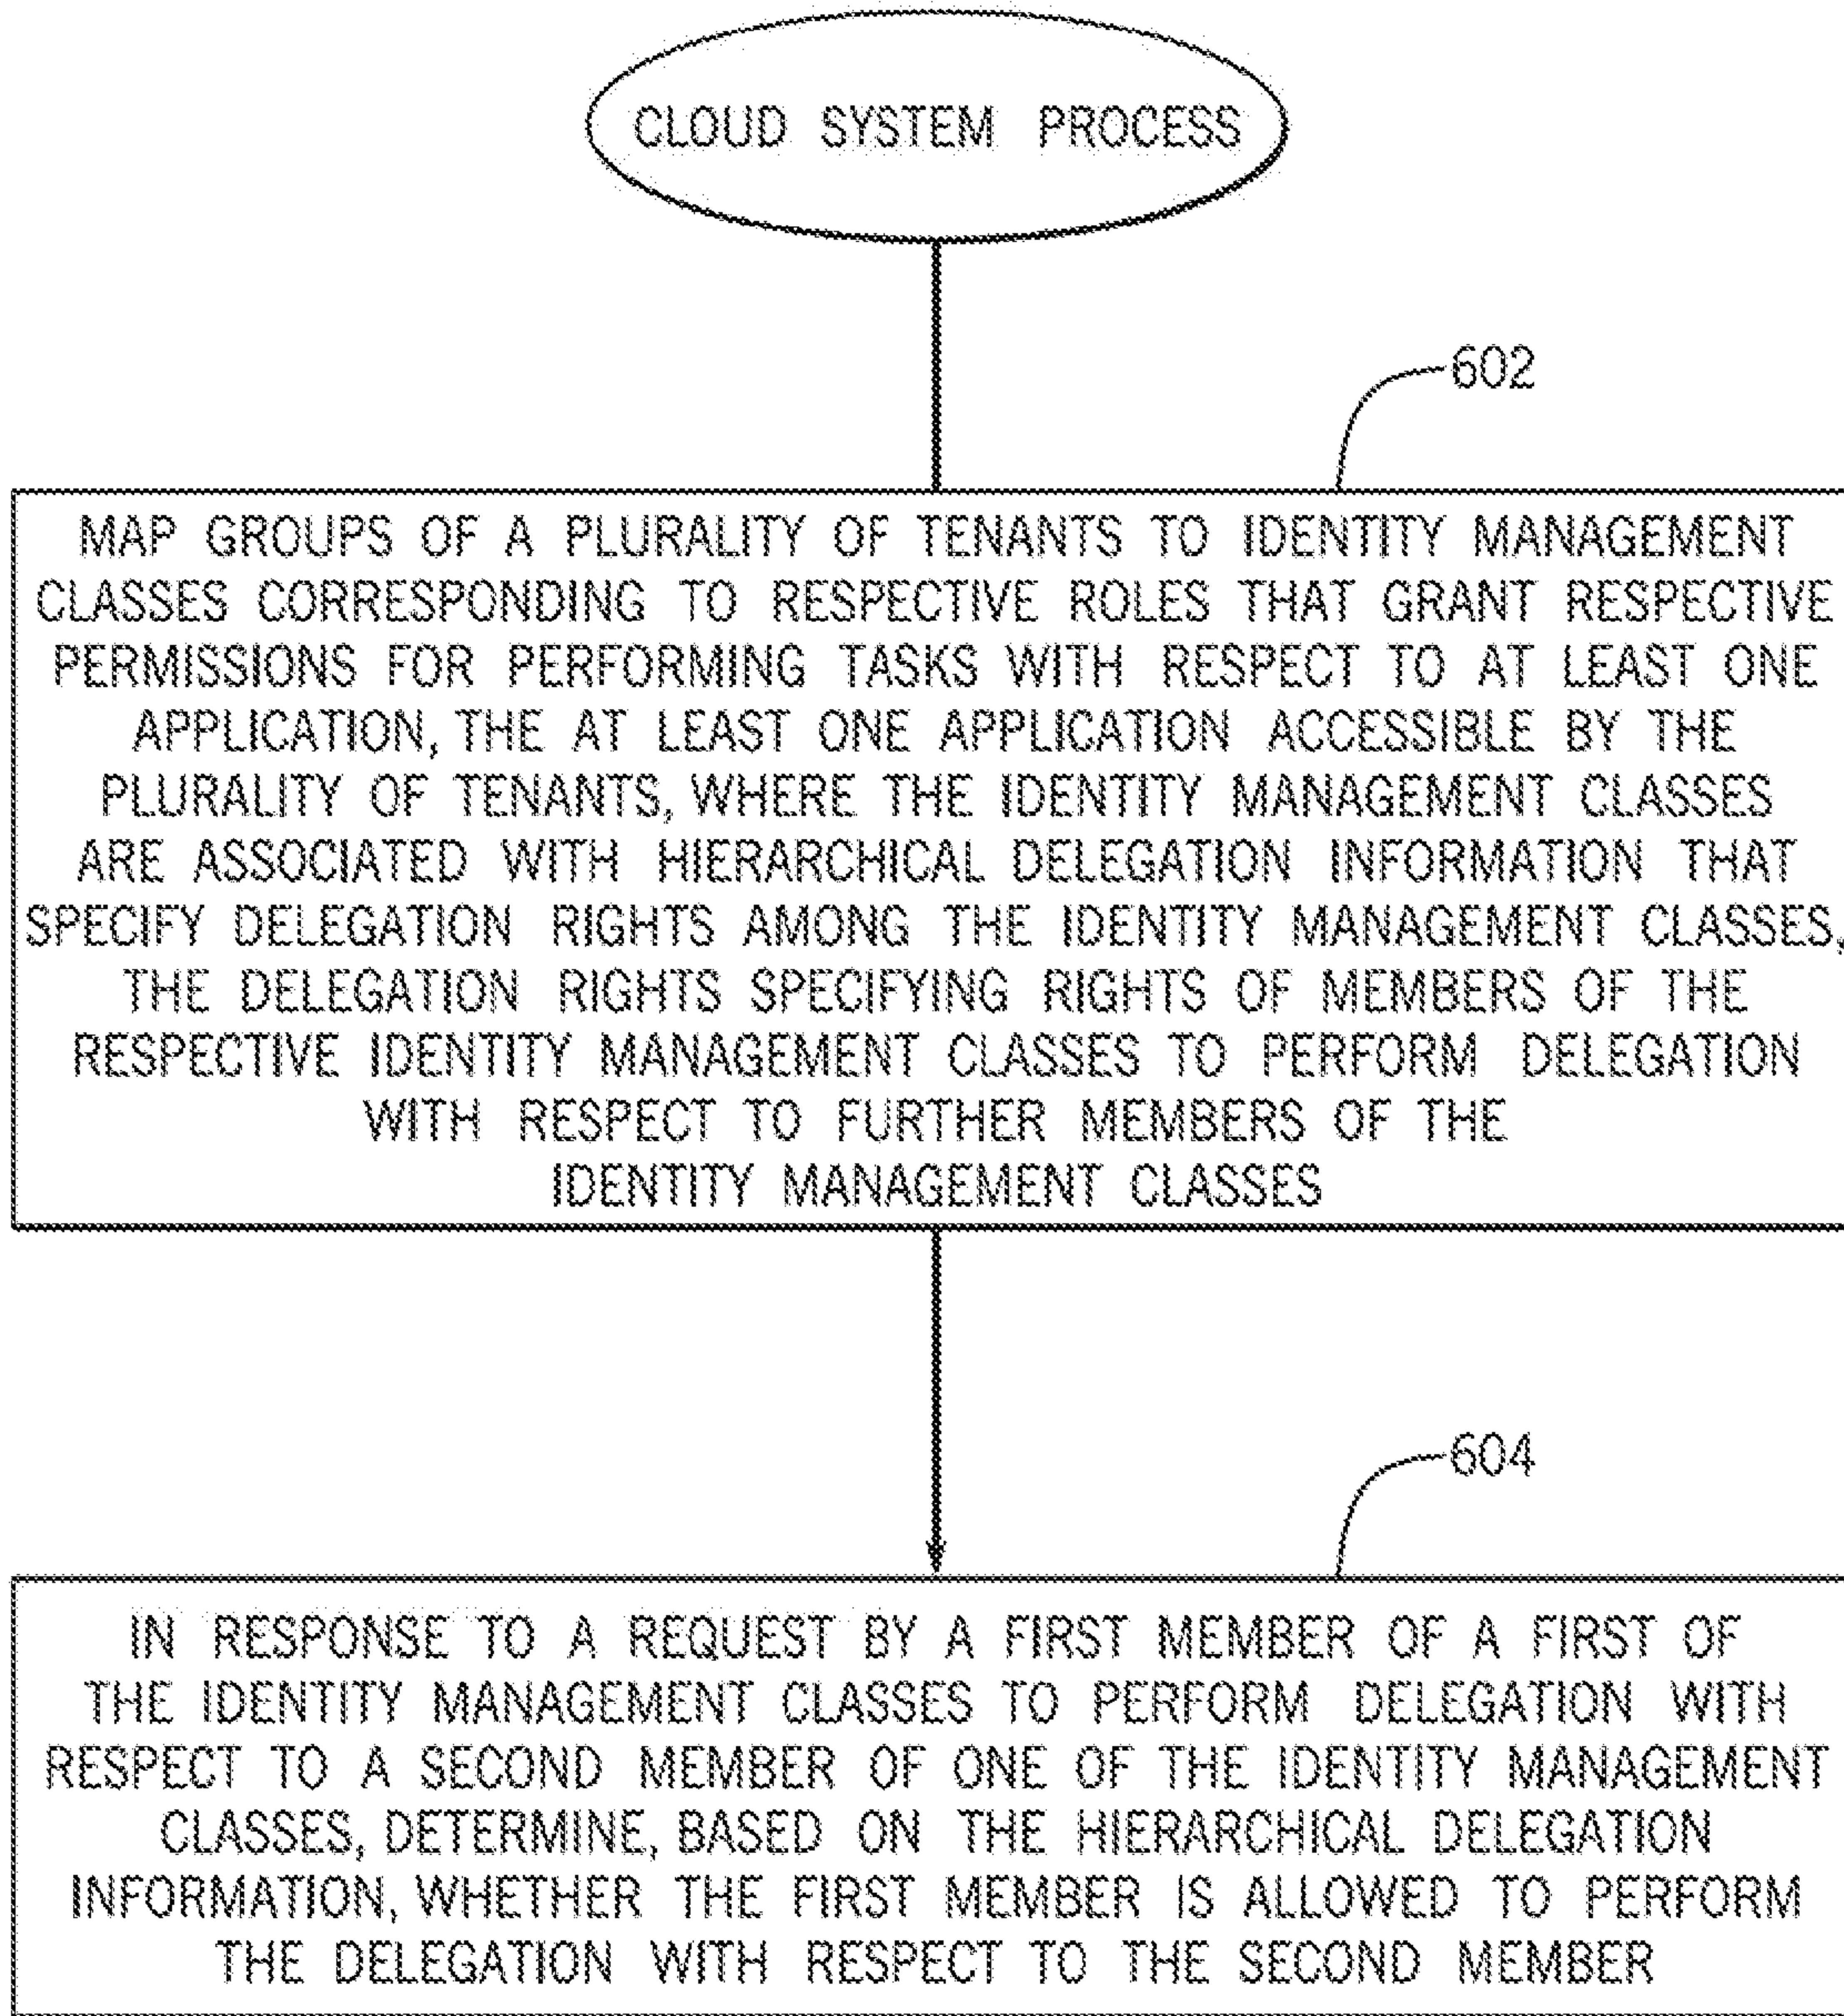 CLOUD SYSTEM PROCESS
602
MAP GROUPS OF A PLURALITY OF TENANTS TO IDENTITY MANAGEMENT
CLASSES CORRESPONDING TO RESPECTIVE ROLES THAT GRANT RESPECTIVE
PERMISSIONS FOR PERFORMING TASKS WITH RESPECT TO AT LEAST ONE
APPLICATION, THE AT LEAST ONE APPLICATION ACCESSIBLE BY THE
PLURALITY OF TENANTS, WHERE THE IDENTITY MANAGEMENT CLASSES
ARE ASSOCIATED WITH HIERARCHICAL DELEGATION INFORMATION THAT
SPECIFY DELEGATION RIGHTS AMONG THE IDENTITY MANAGEMENT CLASSES,
THE DELEGATION RIGHTS SPECIFYING RIGHTS OF MEMBERS OF THE
RESPECTIVE IDENTITY MANAGEMENT CLASSES TO PERFORM DELEGATION
WITH RESPECT TO FURTHER MEMBERS OF THE
IDENTITY MANAGEMENT CLASSES
604
IN RESPONSE TO A REQUEST BY A FIRST MEMBER OF A FIRST OF
THE IDENTITY MANAGEMENT CLASSES TO PERFORM DELEGATION WITH
RESPECT TO A SECOND MEMBER OF ONE OF THE IDENTITY MANAGEMENT
CLASSES, DETERMINE, BASED ON THE HIERARCHICAL DELEGATION
INFORMATION, WHETHER THE FIRST MEMBER IS ALLOWED TO PERFORM
THE DELEGATION WITH RESPECT TO THE SECOND MEMBER